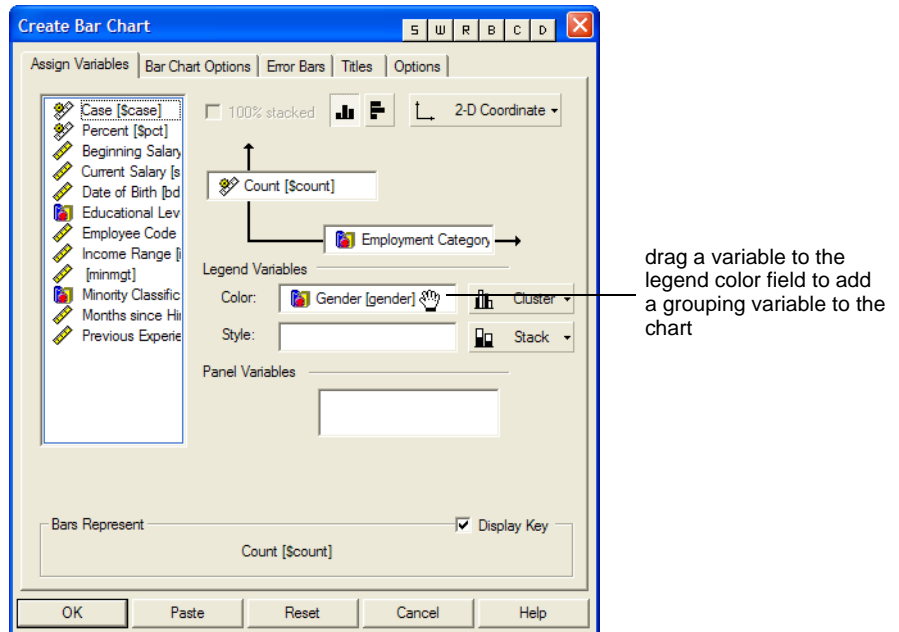 Create Bar Chart
S W R B C D
Assign Variables Bar Chart Options Error Bars Titles Options
Case [$case]
Percent [$pct]
Beginning Salary
Current Salary [s
Date of Birth [bd
Educational Lev
Employee Code
Income Range [i
[minmgt]
Minority Classific
Months since Hi
Previous Experie
100% stacked
2-D Coordinate
Count [$count]
Employment Category
Legend Variables
Color: Gender [gender] Cluster
Style: Stack
Panel Variables
drag a variable to the
legend color field to add
a grouping variable to the
chart
Bars Represent
Display Key
Count [$count]
OK Paste Reset Cancel Help